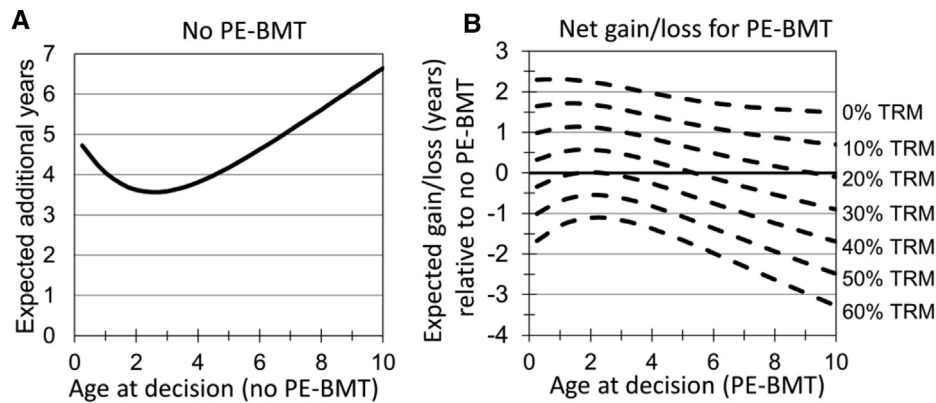 A
No PE-BMT
7
6
5
4
3
2
1
0
0 2 4 6 8 10
Expected additional years
Age at decision (no PE-BMT)
B
Net gain/loss for PE-BMT
3
2
1
0
-1
-2
-3
-4
0 2 4 6 8 10
Expected gain/loss (years)
relative to no PE-BMT
Age at decision (PE-BMT)
0% TRM
10% TRM
20% TRM
30% TRM
40% TRM
50% TRM
60% TRM